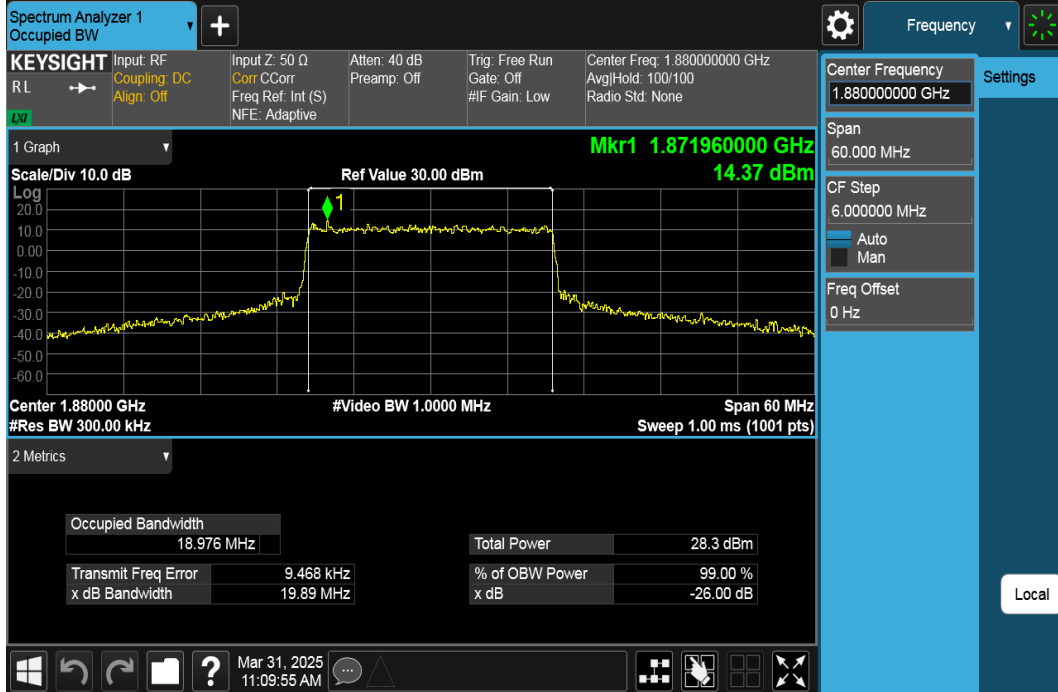 Spectrum Analyzer 1
Occupied BW
Frequency
KEYSIGHT
R L
LXI
Input: RF
Coupling: DC
Align: Off
Input Z: 50 Ω
Corr CCorr
Freq Ref: Int (S)
NFE: Adaptive
Atten: 40 dB
Preamp: Off
Trig: Free Run
Gate: Off
#IF Gain: Low
Center Freq: 1.880000000 GHz
Avg|Hold: 100/100
Radio Std: None
Center Frequency
1.880000000 GHz
Settings
Span
60.000 MHz
CF Step
6.000000 MHz
Auto
Man
Freq Offset
0 Hz
Local
1 Graph
Mkr1 1.871960000 GHz
14.37 dBm
Scale/Div 10.0 dB
Ref Value 30.00 dBm
Log
1
20.0
10.0
0.00
-10.0
-20.0
-30.0
-40.0
-50.0
-60.0
Center 1.88000 GHz
#Video BW 1.0000 MHz
Span 60 MHz
#Res BW 300.00 kHz
Sweep 1.00 ms (1001 pts)
2 Metrics
Occupied Bandwidth
18.976 MHz
Total Power 28.3 dBm
Transmit Freq Error 9.468 kHz
% of OBW Power 99.00 %
x dB Bandwidth 19.89 MHz
x dB -26.00 dB
Mar 31, 2025
11:09:55 AM